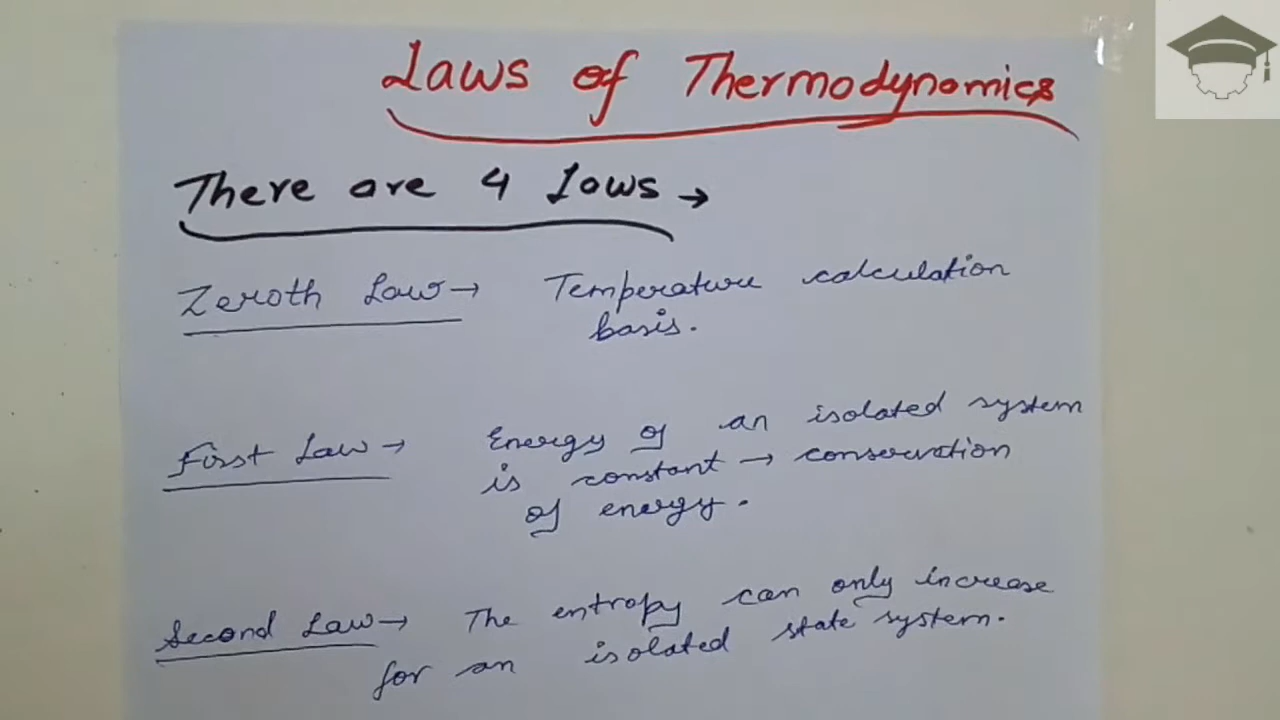 Laws of Thermodynamics
There are 4 Laws →
Zeroth Law → Temperature calculation
basis.
First Law → Energy of an isolated system
is constant → conservation
of energy.
Second Law → The entropy can only increase
for an isolated state system.